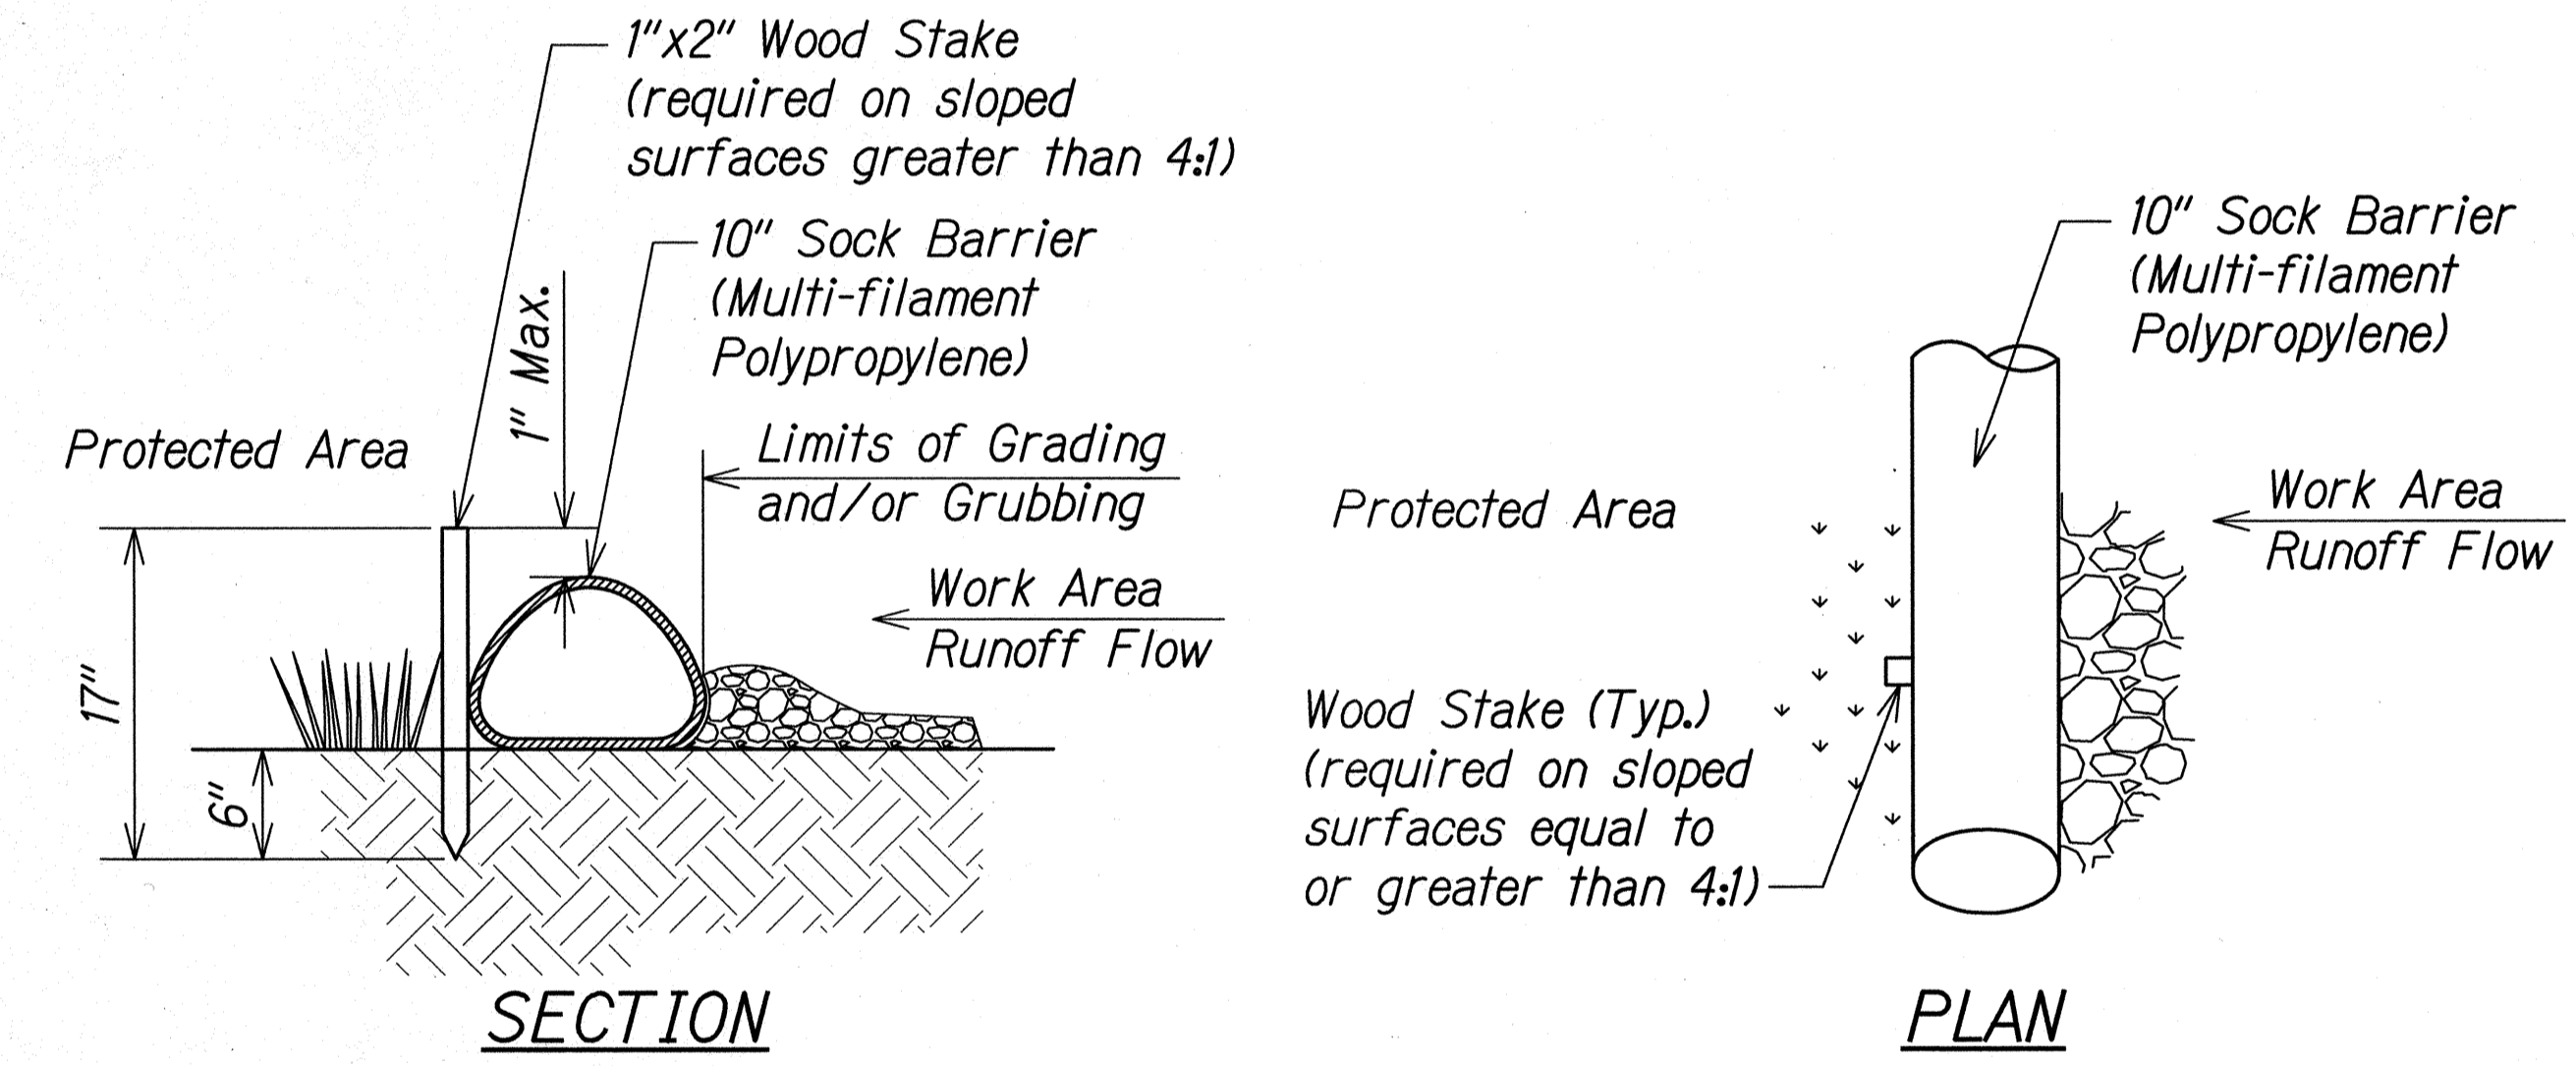 1"x2" Wood Stake
(required on sloped
surfaces greater than 4:1)
10" Sock Barrier
(Multi-filament
Polypropylene)
1" Max.
Protected Area
Limits of Grading
and/or Grubbing
Work Area
Runoff Flow
17"
6"
SECTION
10" Sock Barrier
(Multi-filament
Polypropylene)
Protected Area
Work Area
Runoff Flow
Wood Stake (Typ.)
(required on sloped
surfaces equal to
or greater than 4:1)
PLAN